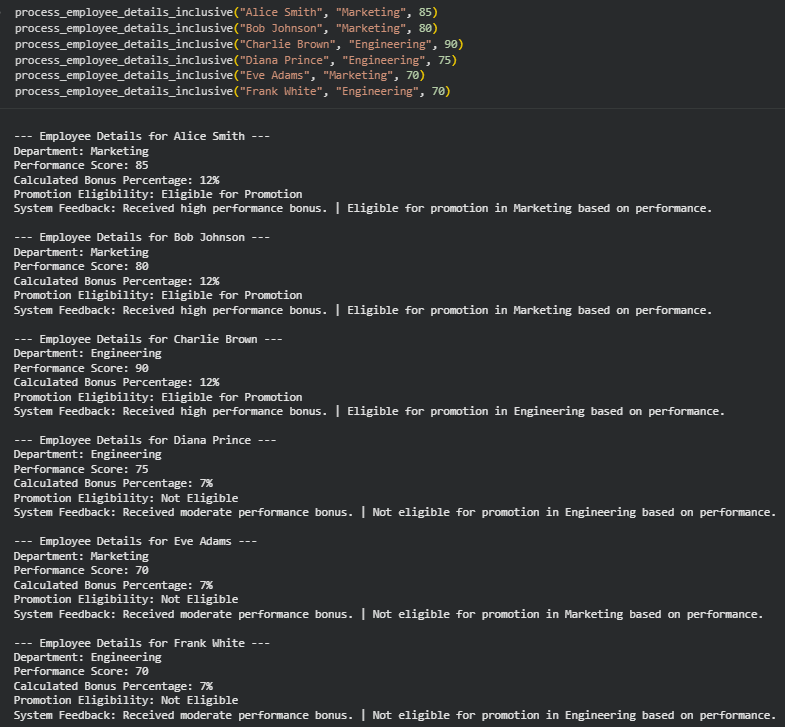 process_employee_details_inclusive("Alice Smith", "Marketing", 85)
process_employee_details_inclusive("Bob Johnson", "Marketing", 80)
process_employee_details_inclusive("Charlie Brown", "Engineering", 90)
process_employee_details_inclusive("Diana Prince", "Engineering", 75)
process_employee_details_inclusive("Eve Adams", "Marketing", 70)
process_employee_details_inclusive("Frank White", "Engineering", 70)
--- Employee Details for Alice Smith ---
Department: Marketing
Performance Score: 85
Calculated Bonus Percentage: 12%
Promotion Eligibility: Eligible for Promotion
System Feedback: Received high performance bonus. | Eligible for promotion in Marketing based on performance.
--- Employee Details for Bob Johnson ---
Department: Marketing
Performance Score: 80
Calculated Bonus Percentage: 12%
Promotion Eligibility: Eligible for Promotion
System Feedback: Received high performance bonus. | Eligible for promotion in Marketing based on performance.
--- Employee Details for Charlie Brown ---
Department: Engineering
Performance Score: 90
Calculated Bonus Percentage: 12%
Promotion Eligibility: Eligible for Promotion
System Feedback: Received high performance bonus. | Eligible for promotion in Engineering based on performance.
--- Employee Details for Diana Prince ---
Department: Engineering
Performance Score: 75
Calculated Bonus Percentage: 7%
Promotion Eligibility: Not Eligible
System Feedback: Received moderate performance bonus. | Not eligible for promotion in Engineering based on performance.
--- Employee Details for Eve Adams ---
Department: Marketing
Performance Score: 70
Calculated Bonus Percentage: 7%
Promotion Eligibility: Not Eligible
System Feedback: Received moderate performance bonus. | Not eligible for promotion in Marketing based on performance.
--- Employee Details for Frank White ---
Department: Engineering
Performance Score: 70
Calculated Bonus Percentage: 7%
Promotion Eligibility: Not Eligible
System Feedback: Received moderate performance bonus. | Not eligible for promotion in Engineering based on performance.